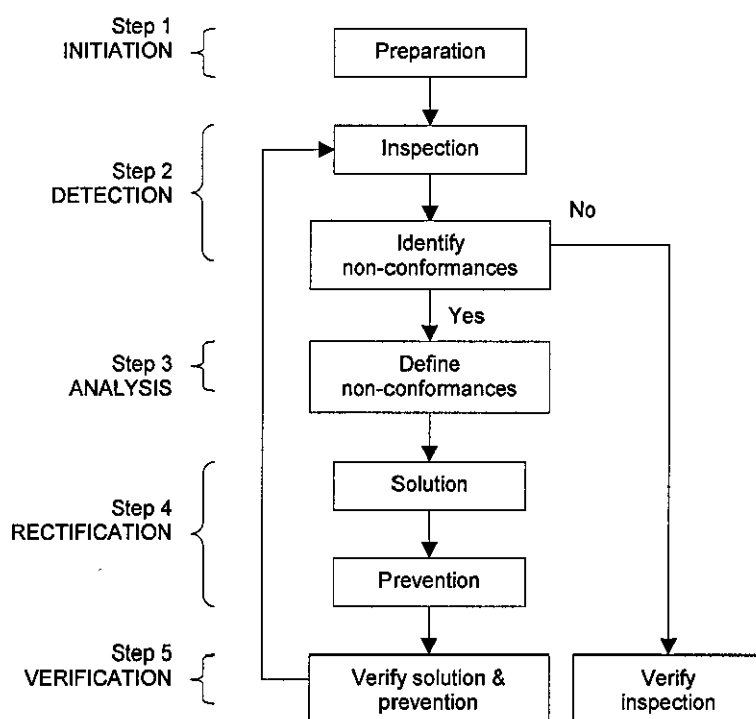 Step 1
INITIATION
Preparation
Step 2
DETECTION
Inspection
Identify
non-conformances
No
Yes
Step 3
ANALYSIS
Define
non-conformances
Step 4
RECTIFICATION
Solution
Prevention
Step 5
VERIFICATION
Verify solution &
prevention
Verify
inspection